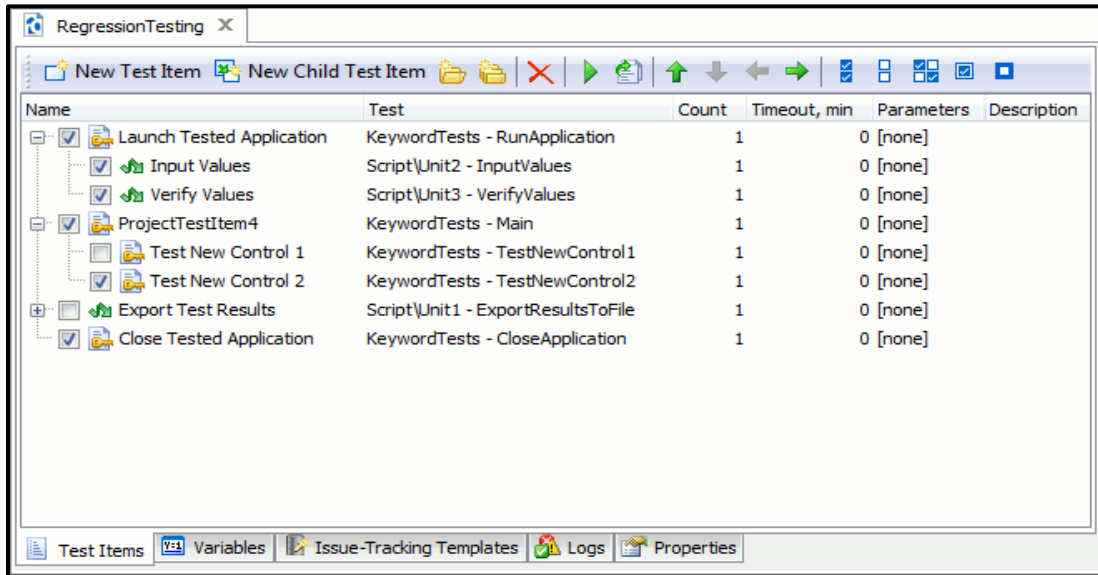 RegressionTesting
New Test Item New Child Test Item
Name Test Count Timeout, min Parameters Description
Launch Tested Application KeywordTests - RunApplication 1 0 [none]
Input Values Script\Unit2 - InputValues 1 0 [none]
Verify Values Script\Unit3 - VerifyValues 1 0 [none]
ProjectTestItem4 KeywordTests - Main 1 0 [none]
Test New Control 1 KeywordTests - TestNewControl1 1 0 [none]
Test New Control 2 KeywordTests - TestNewControl2 1 0 [none]
Export Test Results Script\Unit1 - ExportResultsToFile 1 0 [none]
Close Tested Application KeywordTests - CloseApplication 1 0 [none]
Test Items Variables Issue-Tracking Templates Logs Properties